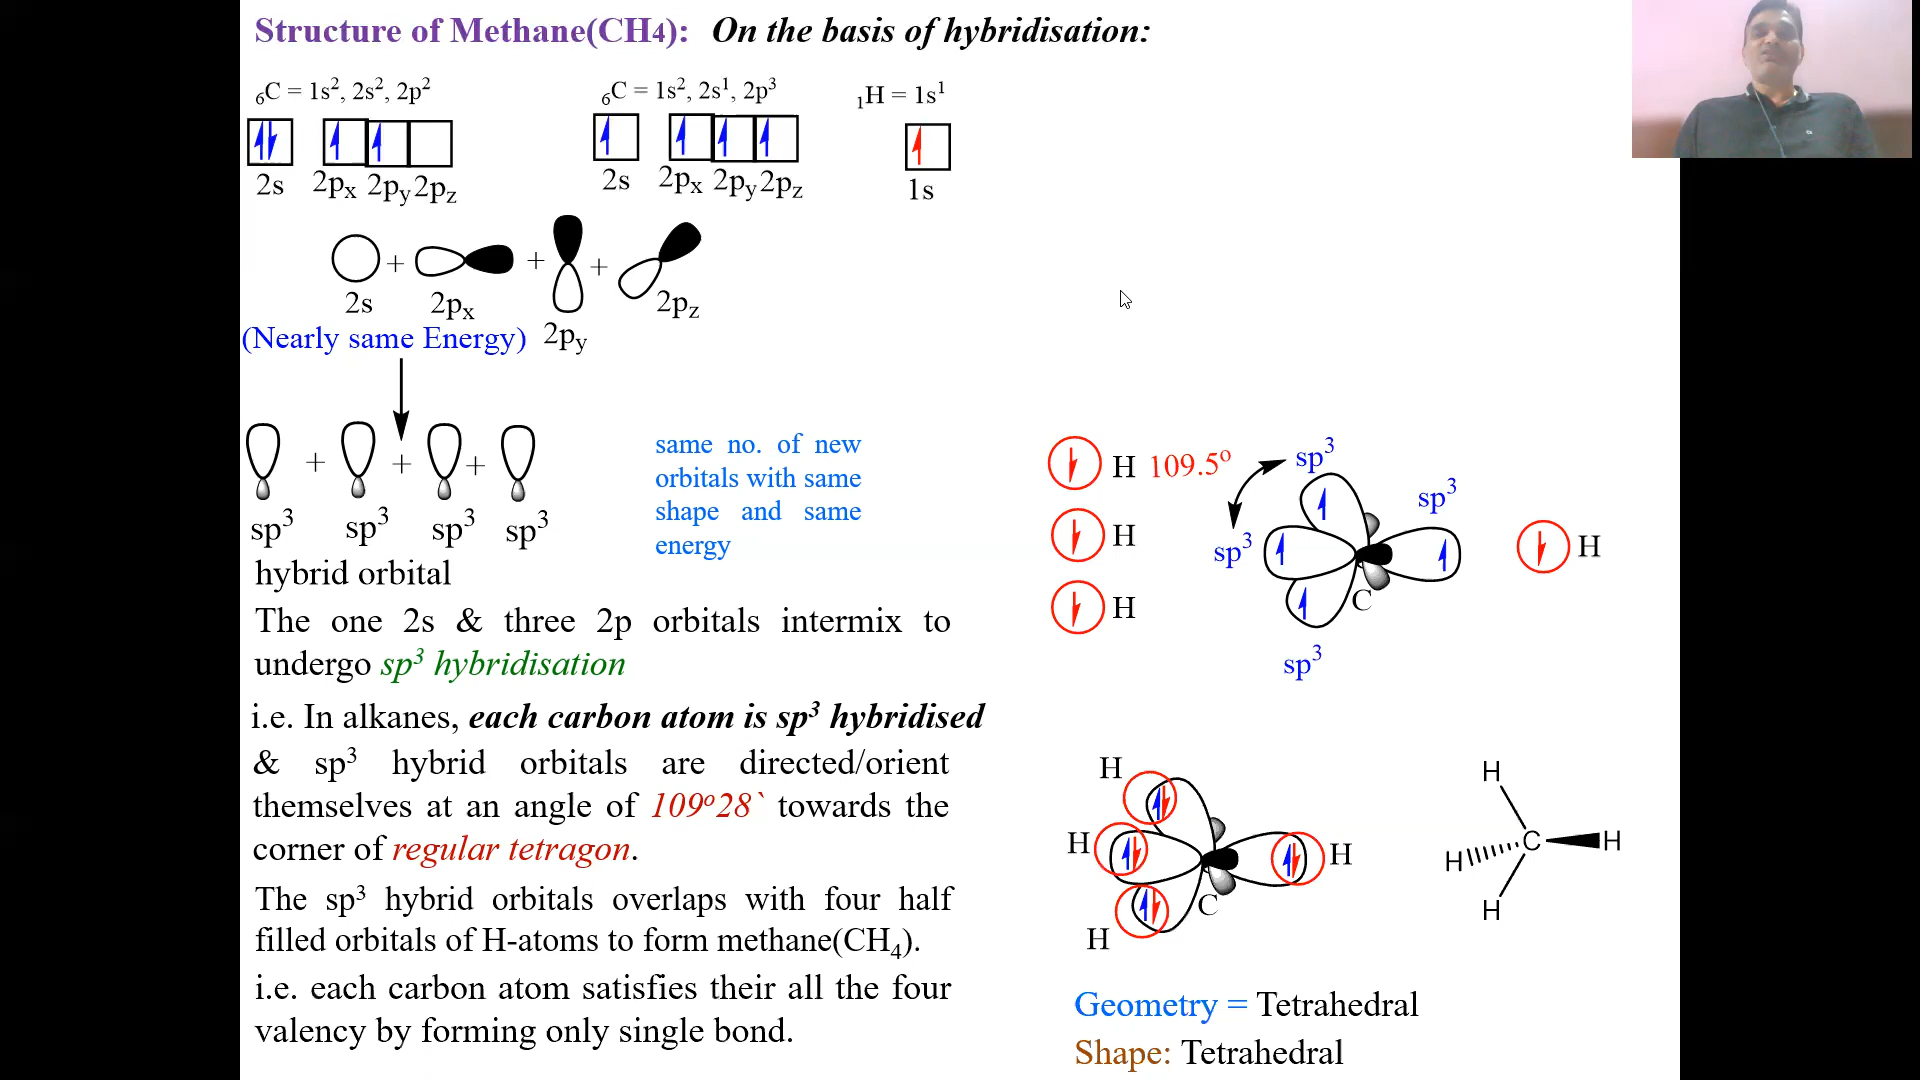 Structure of Methane(CH4): On the basis of hybridisation:
₆C = 1s², 2s², 2p²
₆C = 1s², 2s¹, 2p³
₁H = 1s¹
2s 2pₓ 2pᵧ 2p_z
2s 2pₓ 2pᵧ 2p_z
1s
+ + +
2s 2pₓ 2p_z
(Nearly same Energy) 2pᵧ
+ + +
sp³ sp³ sp³ sp³
hybrid orbital
same no. of new
orbitals with same
shape and same
energy
The one 2s & three 2p orbitals intermix to
undergo sp³ hybridisation
i.e. In alkanes, each carbon atom is sp³ hybridised
& sp³ hybrid orbitals are directed/orient
themselves at an angle of 109º28` towards the
corner of regular tetragon.
The sp³ hybrid orbitals overlaps with four half
filled orbitals of H-atoms to form methane(CH₄).
i.e. each carbon atom satisfies their all the four
valency by forming only single bond.
H 109.5º sp³
sp³
H sp³ H
H C
sp³
H
H H
C
H
H
H C H
H
Geometry = Tetrahedral
Shape: Tetrahedral